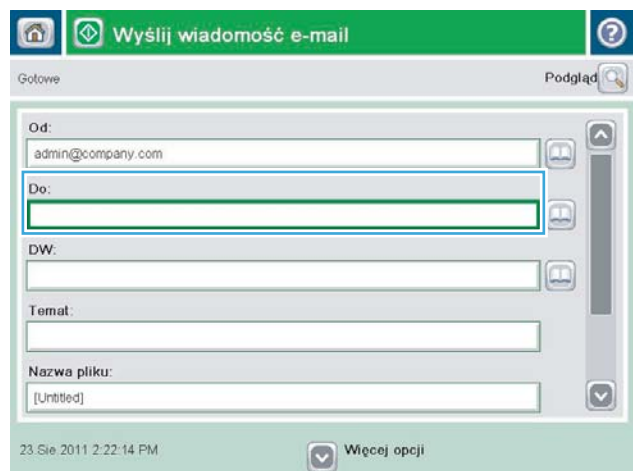 Wyślij wiadomość e-mail
Gotowe
Podgląd
Od:
admin@company.com
Do:
DW:
Temat:
Nazwa pliku:
[Untitled]
23 Sie 2011 2:22:14 PM
Więcej opcji